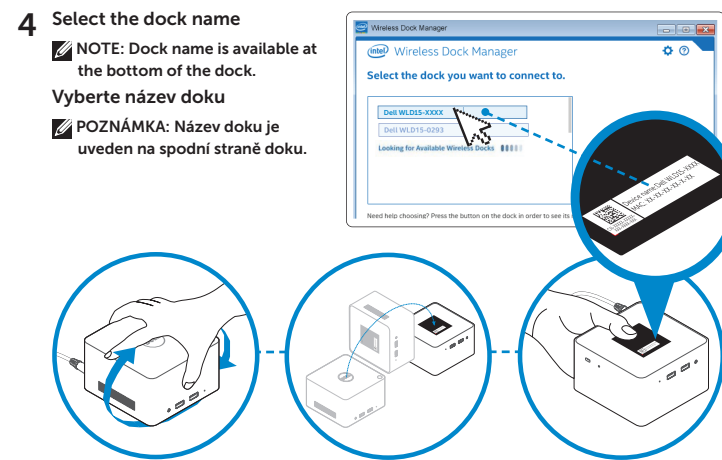 4 Select the dock name
NOTE: Dock name is available at
the bottom of the dock.
Vyberte název doku
POZNÁMKA: Název doku je
uveden na spodní straně doku.
Wireless Dock Manager
intel Wireless Dock Manager
Select the dock you want to connect to.
Dell WLD15-XXXX
Dell WLD15-0293
Looking for Available Wireless Docks
Need help choosing? Press the button on the dock in order to see its
Device name:Dell WLD15-XXXX
MAC: XX-XX-XX-XX-X-XX